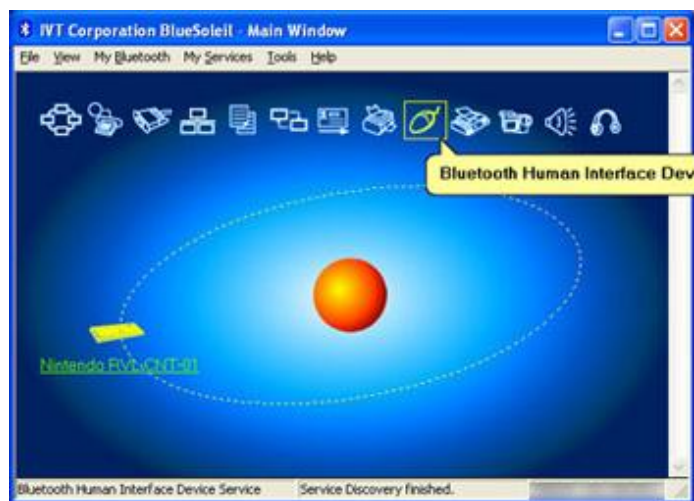 IVT Corporation BlueSoleil - Main Window
File View My Bluetooth My Services Tools Help
Bluetooth Human Interface Dev
Nintendo RVL-CNT-01
Bluetooth Human Interface Device Service Service Discovery finished.